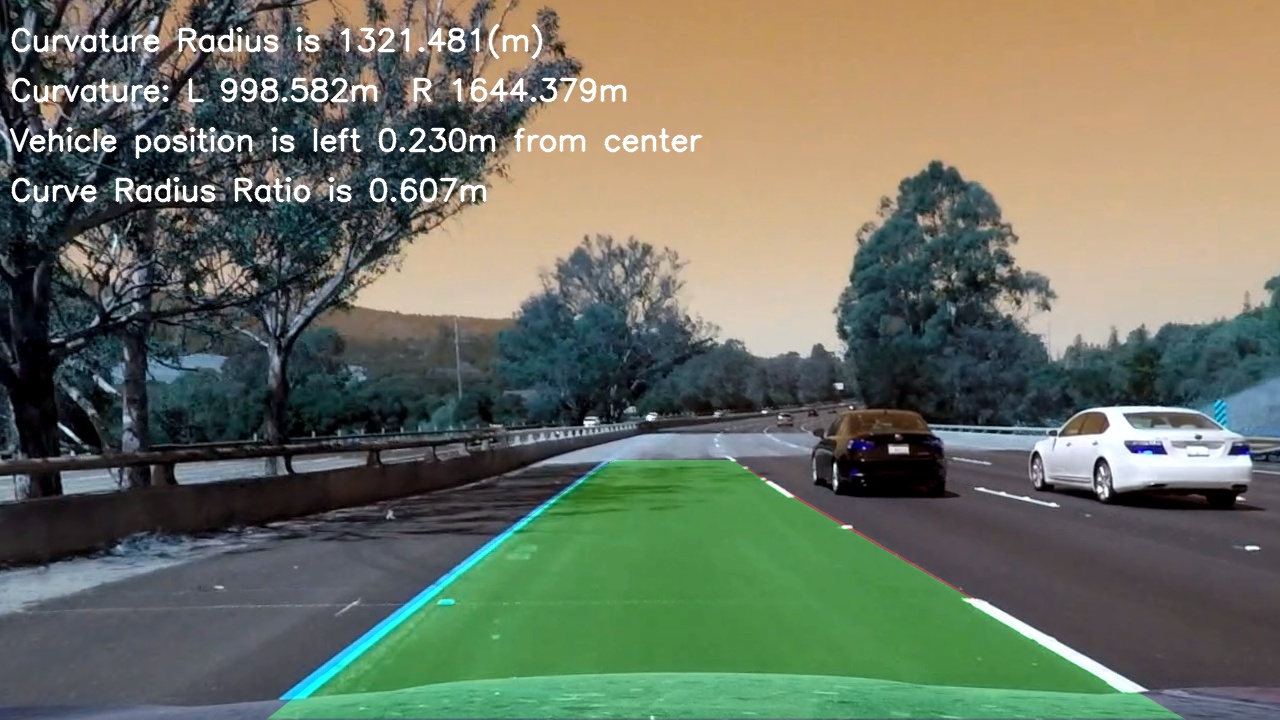 Curvature Radius is 1321.481(m)
Curvature: L 998.582m R 1644.379m
Vehicle position is left 0.230m from center
Curve Radius Ratio is 0.607m